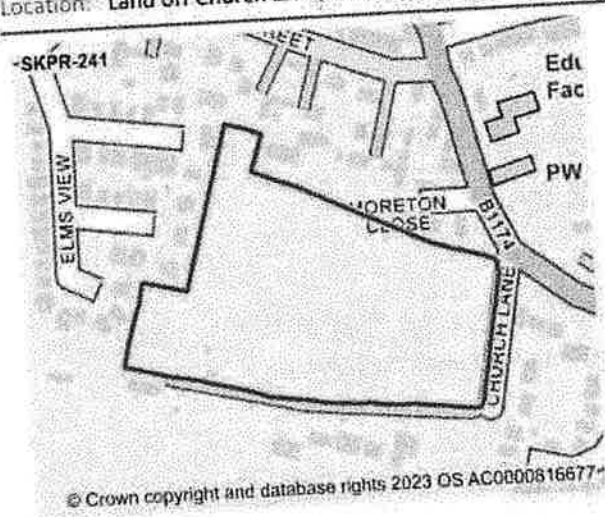 Location: Land off Church
-SKPR-241
REET
Edu
Fac
ELMS VIEW
PW
MORETON
CLOSE
B1174
CHURCH LANE
© Crown copyright and database rights 2023 OS AC0000816677